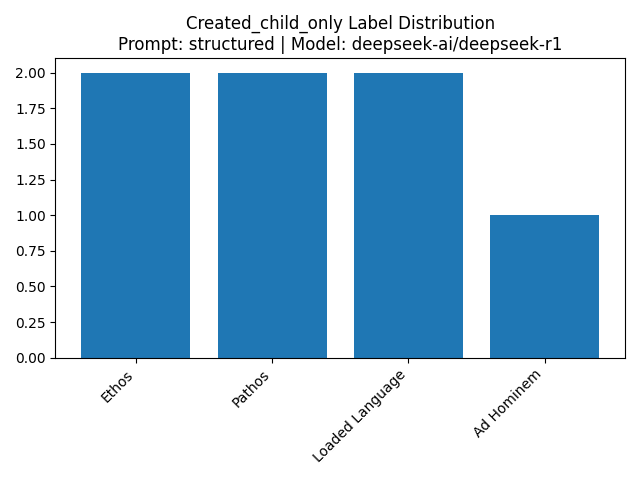 Created_child_only Label Distribution
Prompt: structured | Model: deepseek-ai/deepseek-r1
2.00
1.75
1.50
1.25
1.00
0.75
0.50
0.25
0.00
Ethos
Pathos
Loaded Language
Ad Hominem